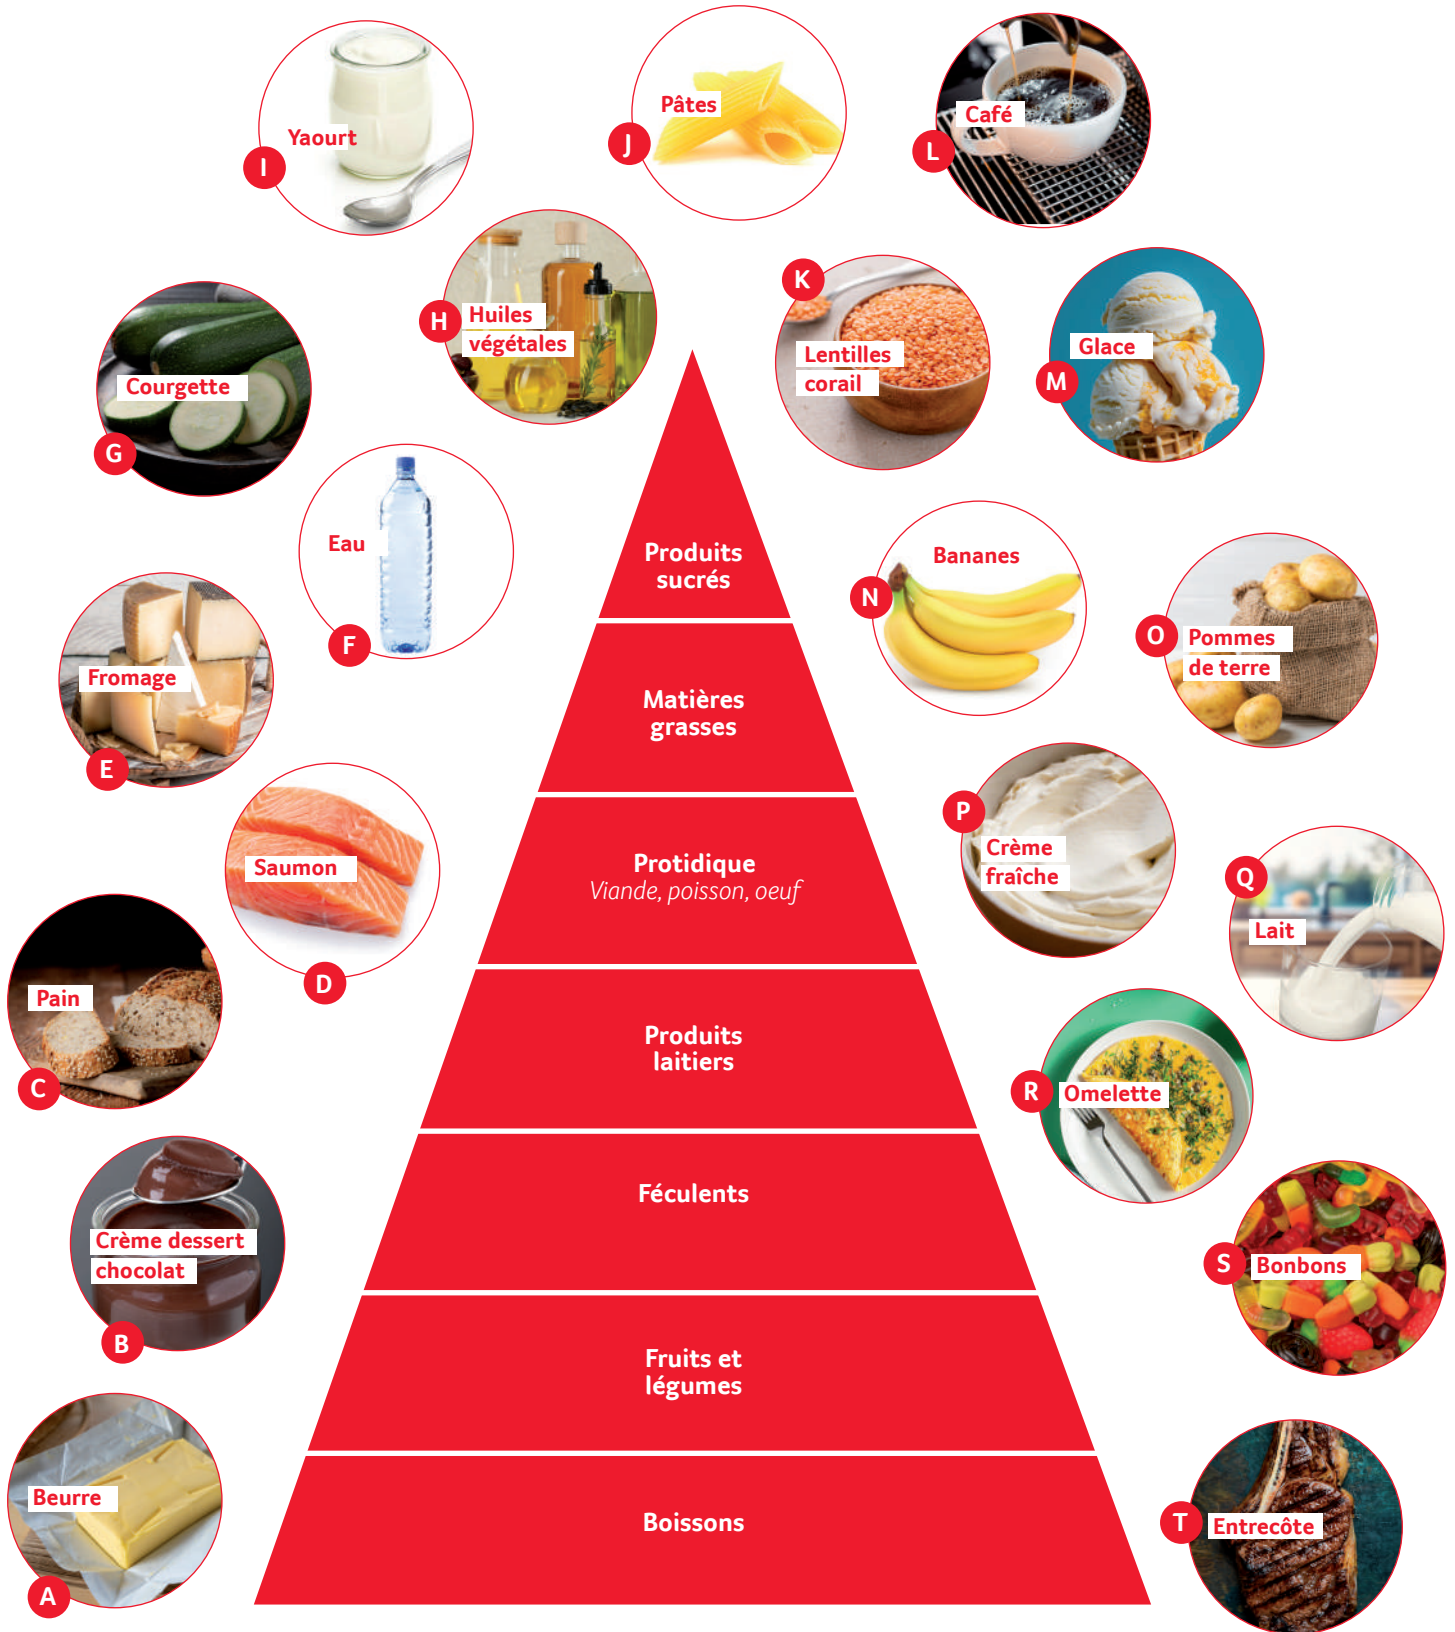 Yaourt
I
Pâtes
J
Café
L
H
Huiles
végétales
K
Lentilles
corail
Glace
M
Courgette
G
Eau
F
Produits
sucrés
Bananes
N
O
Pommes
de terre
Fromage
E
Matières
grasses
P
Crème
fraîche
Saumon
D
Protidique
Viande, poisson, oeuf
Q
Lait
Pain
C
Produits
laitiers
R
Omelette
Crème dessert
chocolat
B
Féculents
S
Bonbons
Fruits et
légumes
Beurre
A
Boissons
T
Entrecôte